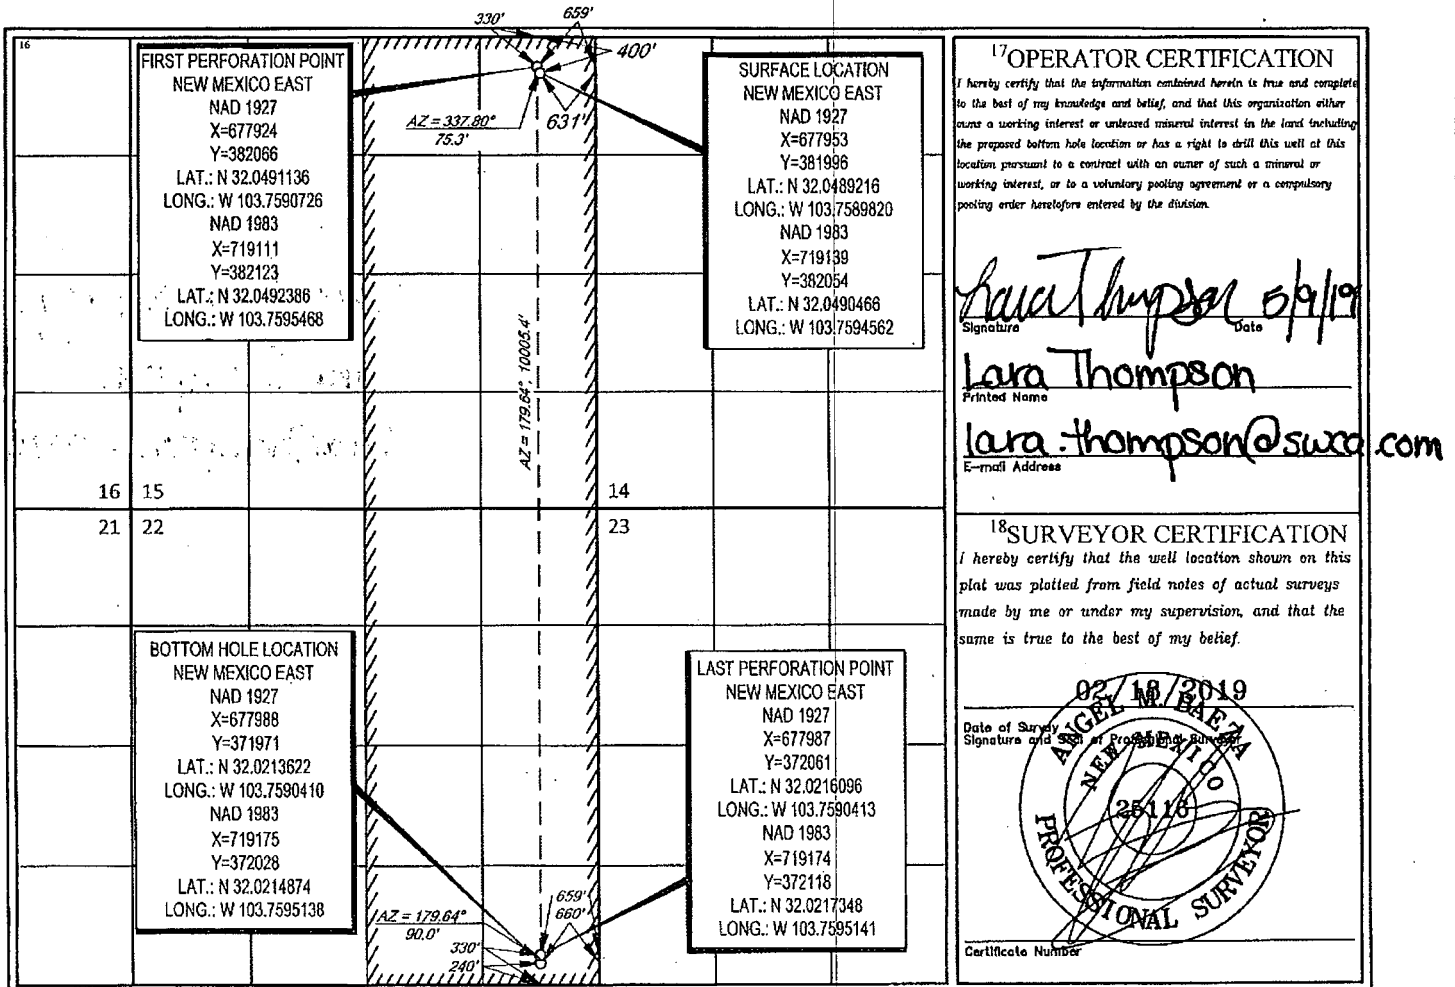 16
330'
659'
400'
631'
AZ = 337.80°
75.3'
FIRST PERFORATION POINT
NEW MEXICO EAST
NAD 1927
X=677924
Y=382066
LAT.: N 32.0491136
LONG.: W 103.7590726
NAD 1983
X=719111
Y=382123
LAT.: N 32.0492386
LONG.: W 103.7595468
SURFACE LOCATION
NEW MEXICO EAST
NAD 1927
X=677953
Y=381996
LAT.: N 32.0489216
LONG.: W 103.7589820
NAD 1983
X=719139
Y=382054
LAT.: N 32.0490466
LONG.: W 103.7594562
AZ = 179.64°, 10005.4'
16 15
14
21 22
23
BOTTOM HOLE LOCATION
NEW MEXICO EAST
NAD 1927
X=677988
Y=371971
LAT.: N 32.0213622
LONG.: W 103.7590410
NAD 1983
X=719175
Y=372028
LAT.: N 32.0214874
LONG.: W 103.7595138
LAST PERFORATION POINT
NEW MEXICO EAST
NAD 1927
X=677987
Y=372061
LAT.: N 32.0216096
LONG.: W 103.7590413
NAD 1983
X=719174
Y=372118
LAT.: N 32.0217348
LONG.: W 103.7595141
AZ = 179.64°
90.0'
659'
660'
330'
240'
17 OPERATOR CERTIFICATION
I hereby certify that the information contained herein is true and complete
to the best of my knowledge and belief, and that this organization either
owns a working interest or unleased mineral interest in the land including
the proposed bottom hole location or has a right to drill this well at this
location pursuant to a contract with an owner of such a mineral or
working interest, or to a voluntary pooling agreement or a compulsory
pooling order heretofore entered by the division.
Lara Thompson 5/9/19
Signature Date
Lara Thompson
Printed Name
lara.thompson@swca.com
E-mail Address
18 SURVEYOR CERTIFICATION
I hereby certify that the well location shown on this
plat was plotted from field notes of actual surveys
made by me or under my supervision, and that the
same is true to the best of my belief.
02/18/2019
Date of Survey
Signature and Seal of Professional Surveyor
ANGEL M. BAEZA
NEW MEXICO
25116
PROFESSIONAL SURVEYOR
Certificate Number